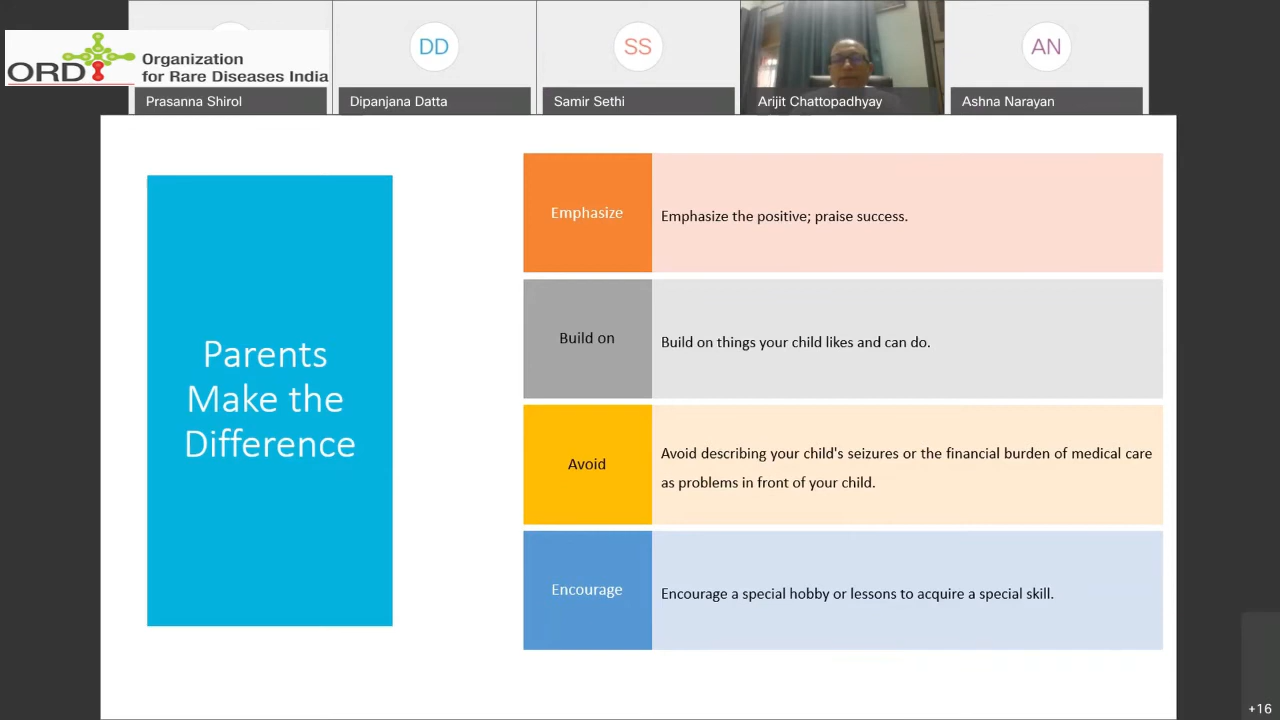 ORDI
Organization
for Rare Diseases India
DD
SS
AN
Prasanna Shirol
Dipanjana Datta
Samir Sethi
Arijit Chattopadhyay
Ashna Narayan
Parents
Make the
Difference
Emphasize
Emphasize the positive; praise success.
Build on
Build on things your child likes and can do.
Avoid
Avoid describing your child's seizures or the financial burden of medical care
as problems in front of your child.
Encourage
Encourage a special hobby or lessons to acquire a special skill.
+16